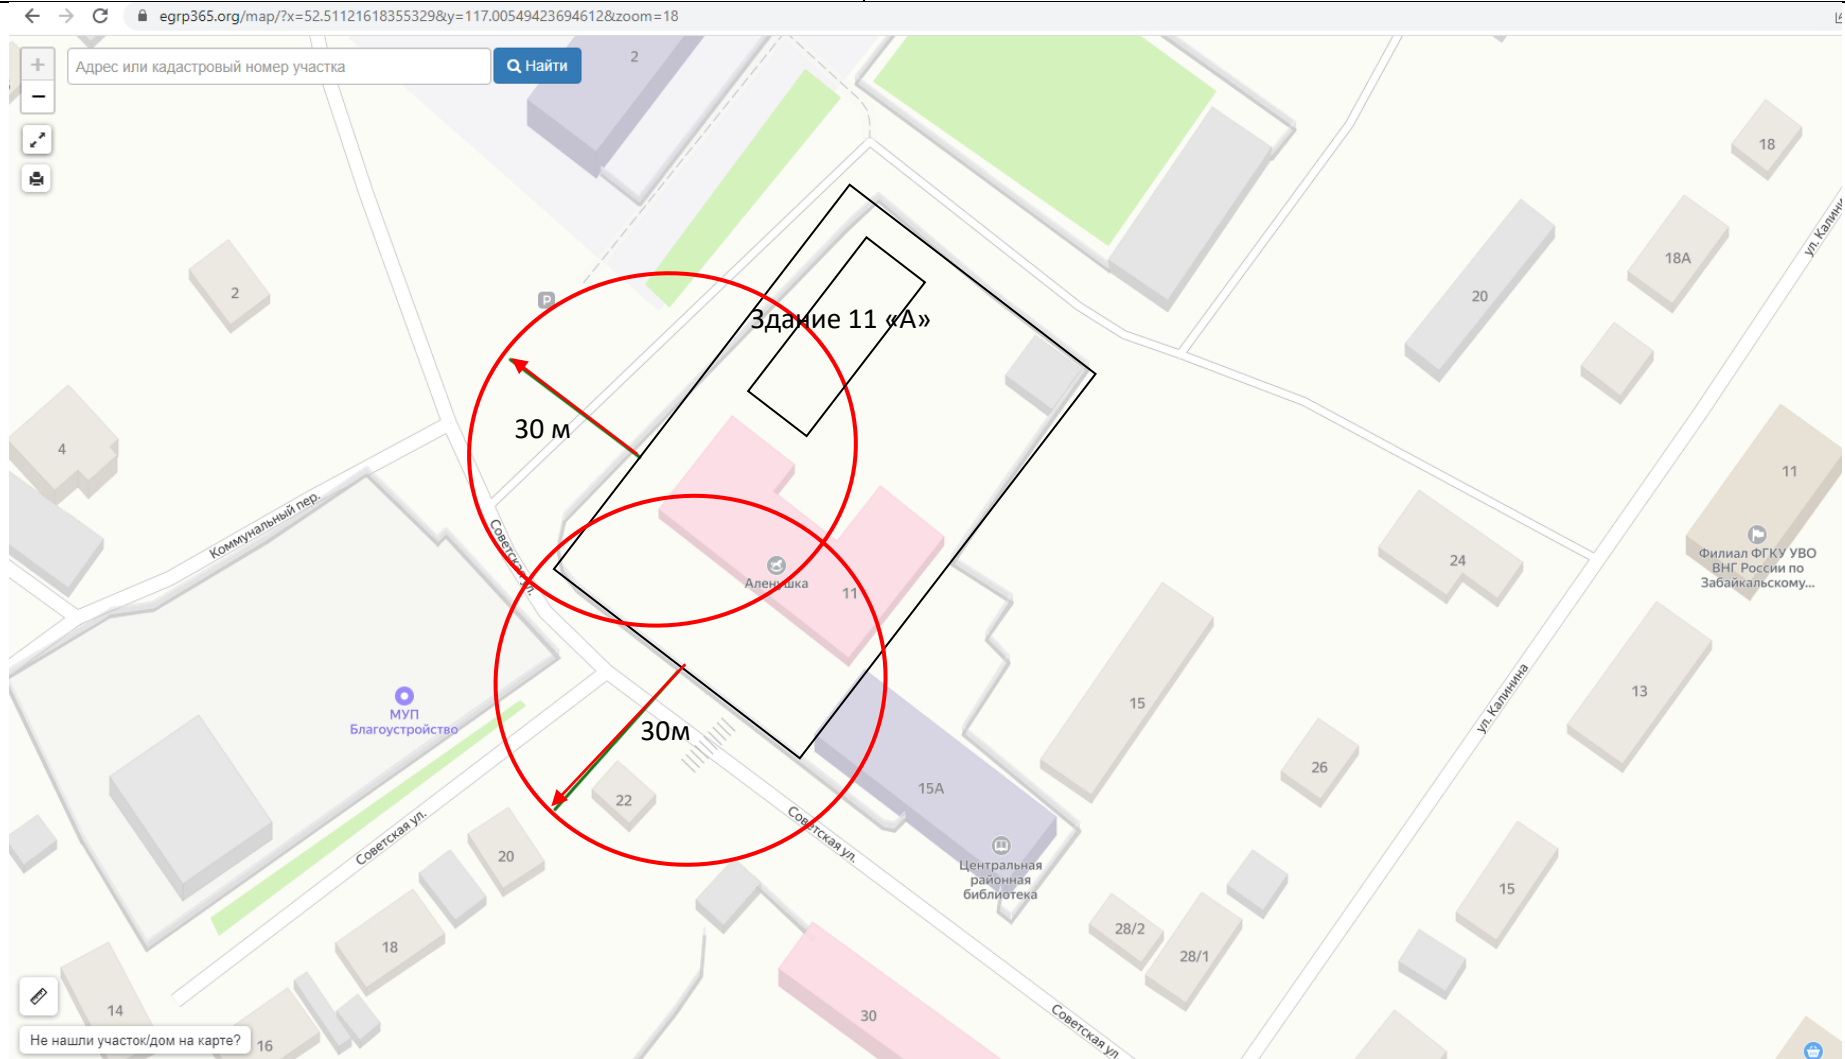 egrp365.org/map/?x=52.51121618355329&y=117.00549423694612&zoom=18
+
Адрес или кадастровый номер участка
Найти
−
2
18
ул. Калини
18А
2
P
20
Здание 11 «А»
30 м
4
11
Коммунальный пер.
Советская ул.
Филиал ФГКУ УВО
ВНГ России по
Забайкальскому...
24
Аленушка
11
МУП
Благоустройство
30м
15
13
ул. Калинина
22
15А
26
Советская ул.
Советская ул.
20
Центральная
районная
библиотека
15
18
28/2
28/1
14
30
Советская ул.
Не нашли участок/дом на карте?
16